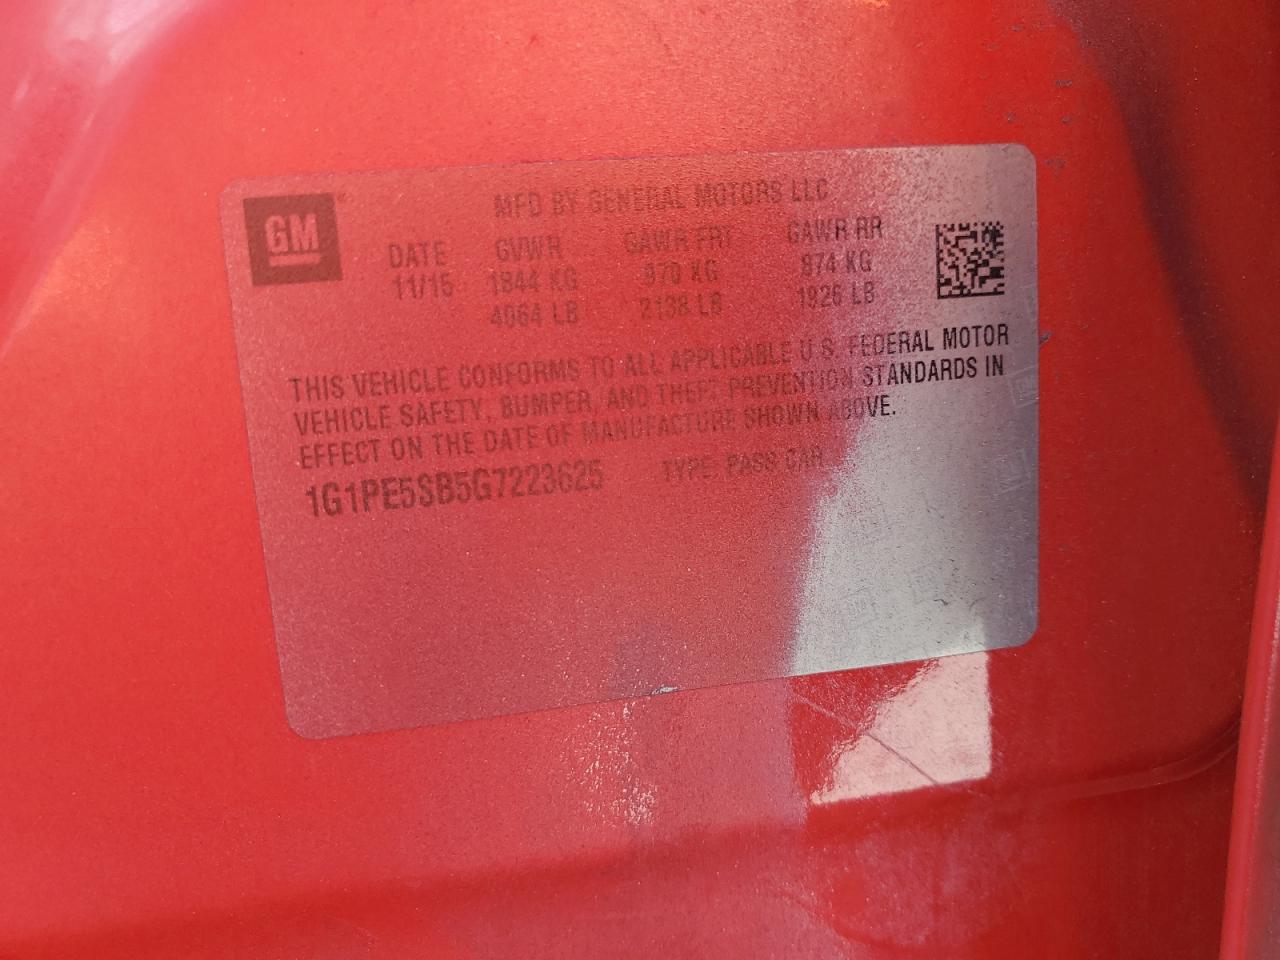 GM
MFD BY GENERAL MOTORS LLC
DATE GVWR GAWR FRT GAWR RR
11/15 1844 KG 970 KG 874 KG
4064 LB 2138 LB 1926 LB
THIS VEHICLE CONFORMS TO ALL APPLICABLE U.S. FEDERAL MOTOR
VEHICLE SAFETY, BUMPER, AND THEFT PREVENTION STANDARDS IN
EFFECT ON THE DATE OF MANUFACTURE SHOWN ABOVE.
1G1PE5SB5G7223625 TYPE: PASS CAR